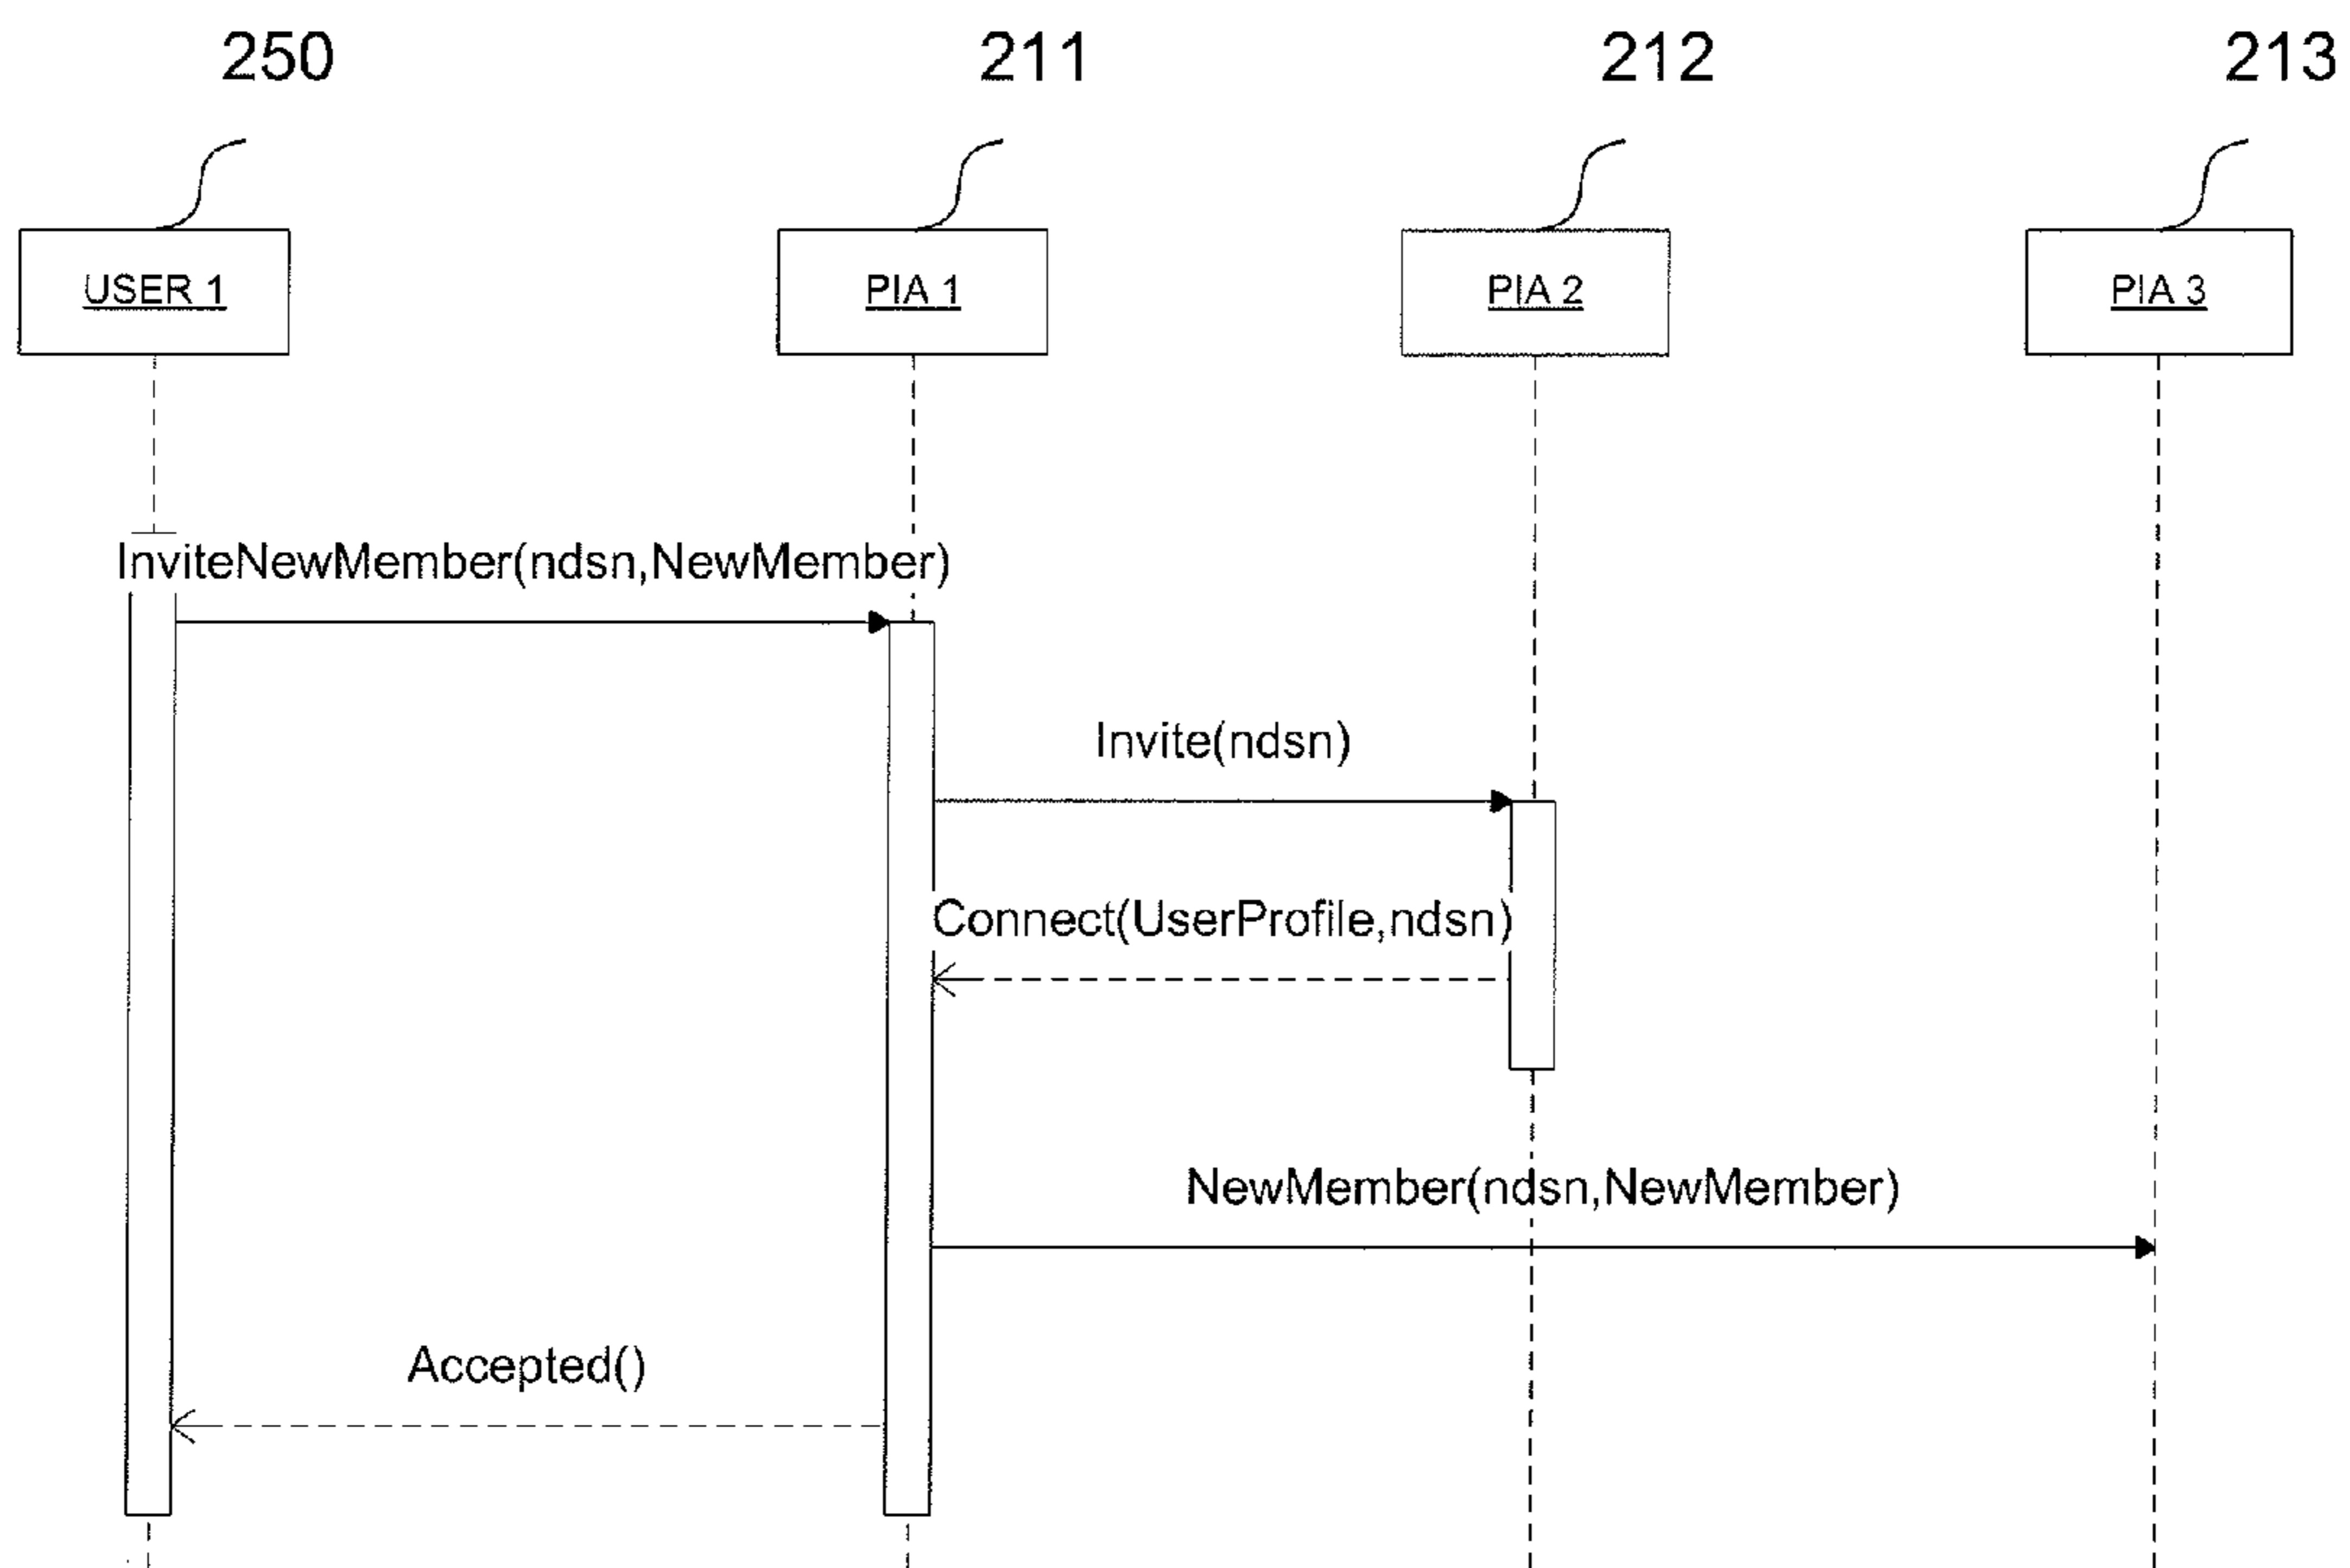 250 211 212 213
USER 1 PIA 1 PIA 2 PIA 3
InviteNewMember(ndsn,NewMember)
Invite(ndsn)
Connect(UserProfile,ndsn)
NewMember(ndsn,NewMember)
Accepted()